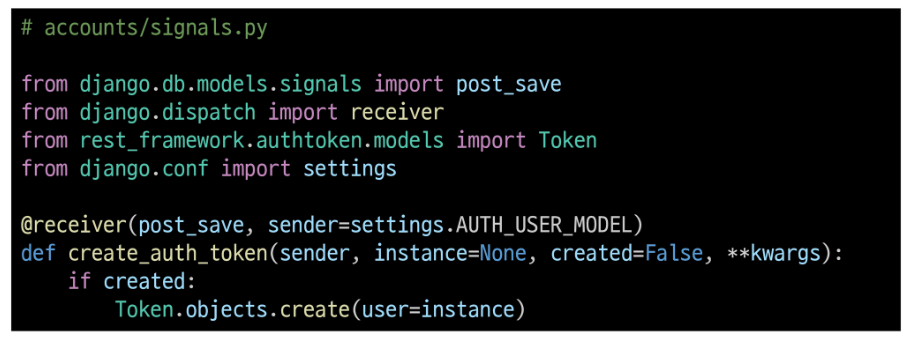 # accounts/signals.py
from django.db.models.signals import post_save
from django.dispatch import receiver
from rest_framework.authtoken.models import Token
from django.conf import settings
@receiver(post_save, sender=settings.AUTH_USER_MODEL)
def create_auth_token(sender, instance=None, created=False, **kwargs):
    if created:
        Token.objects.create(user=instance)